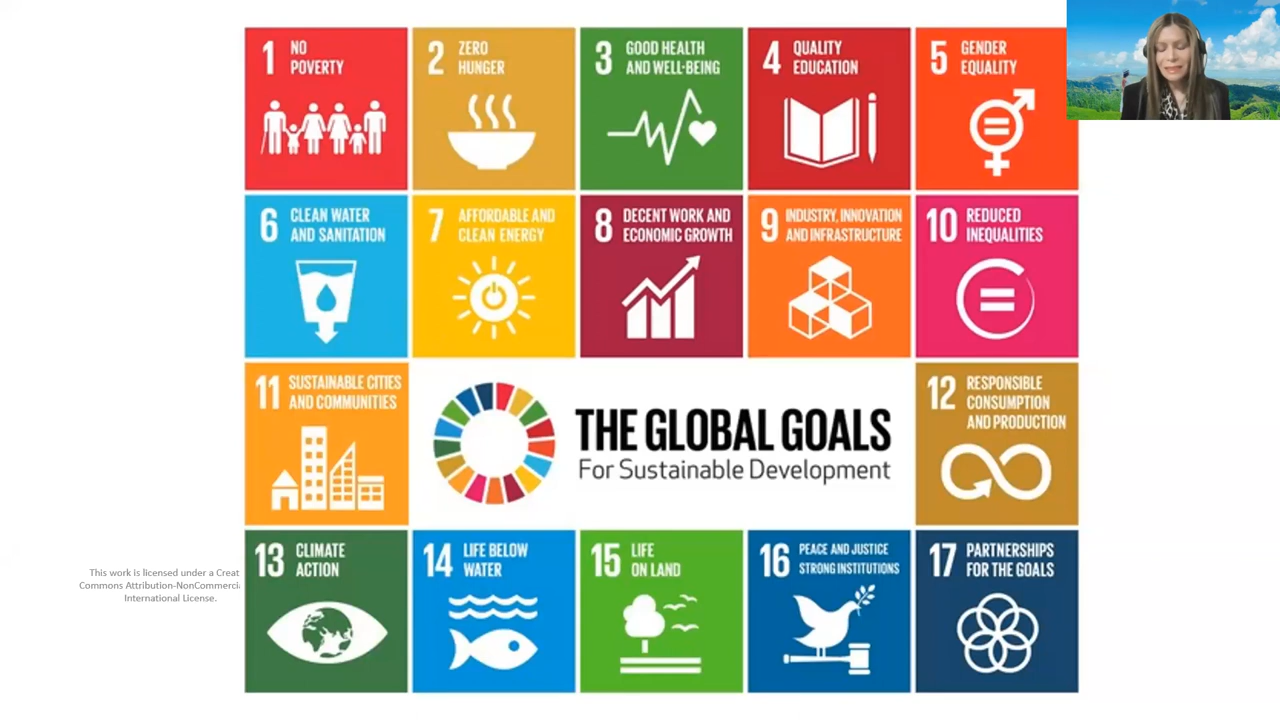 1 NO
POVERTY
2 ZERO
HUNGER
3 GOOD HEALTH
AND WELL-BEING
4 QUALITY
EDUCATION
5 GENDER
EQUALITY
6 CLEAN WATER
AND SANITATION
7 AFFORDABLE AND
CLEAN ENERGY
8 DECENT WORK AND
ECONOMIC GROWTH
9 INDUSTRY, INNOVATION
AND INFRASTRUCTURE
10 REDUCED
INEQUALITIES
11 SUSTAINABLE CITIES
AND COMMUNITIES
THE GLOBAL GOALS
For Sustainable Development
12 RESPONSIBLE
CONSUMPTION
AND PRODUCTION
13 CLIMATE
ACTION
14 LIFE BELOW
WATER
15 LIFE
ON LAND
16 PEACE AND JUSTICE
STRONG INSTITUTIONS
17 PARTNERSHIPS
FOR THE GOALS
This work is licensed under a Creat
Commons Attribution-NonCommerci
International License.